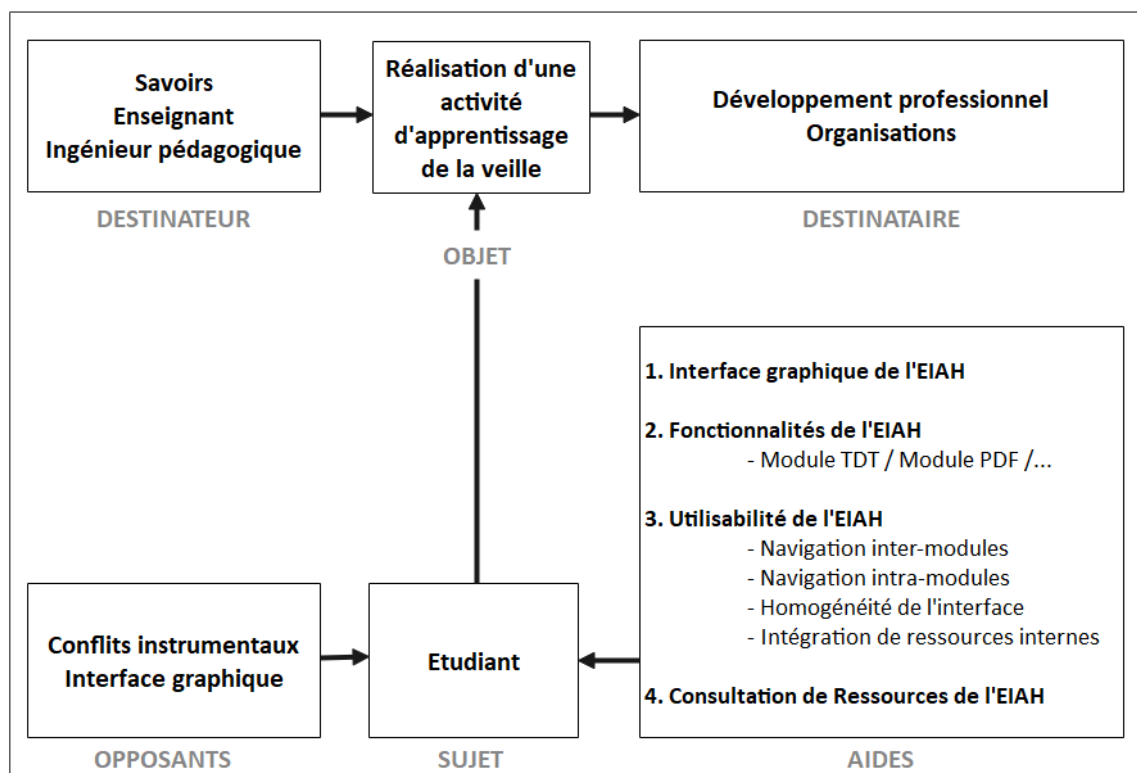 Savoirs
Enseignant
Ingénieur pédagogique
DESTINATEUR
Réalisation d'une
activité
d'apprentissage
de la veille
OBJET
Développement professionnel
Organisations
DESTINATAIRE
Conflits instrumentaux
Interface graphique
OPPOSANTS
Etudiant
SUJET
1. Interface graphique de l'EIAH
2. Fonctionnalités de l'EIAH
- Module TDT / Module PDF /...
3. Utilisabilité de l'EIAH
- Navigation inter-modules
- Navigation intra-modules
- Homogénéité de l'interface
- Intégration de ressources internes
4. Consultation de Ressources de l'EIAH
AIDES